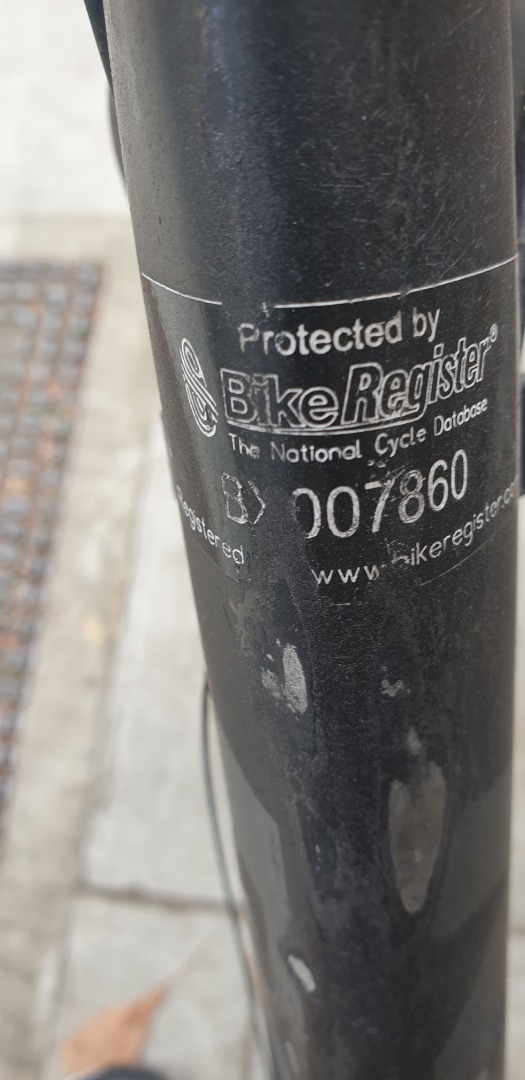 Protected by
BikeRegister®
The National Cycle Database
007860
Registered www.bikeregister.co